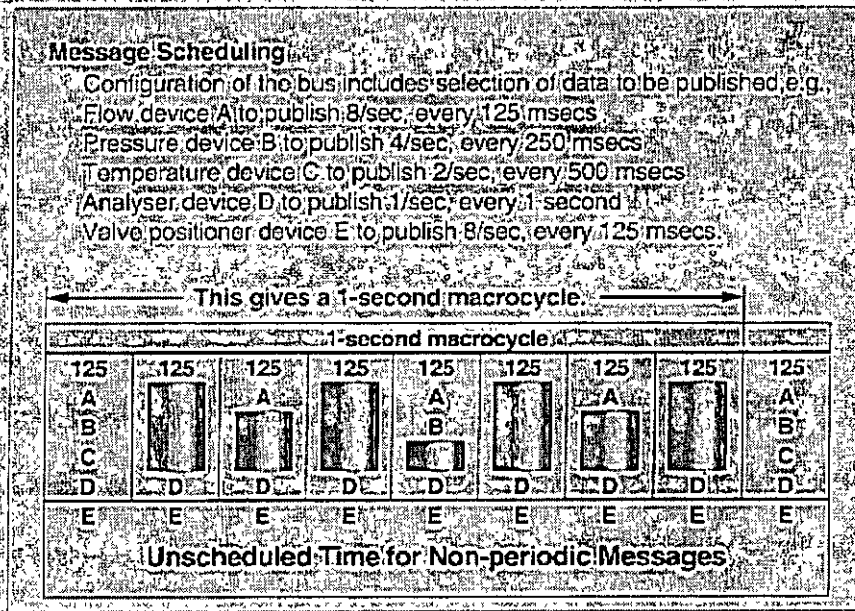 Message Scheduling
Configuration of the bus includes selection of data to be published, e.g.,
Flow device A to publish 8/sec, every 125 msecs
Pressure device B to publish 4/sec, every 250 msecs
Temperature device C to publish 2/sec, every 500 msecs
Analyser device D to publish 1/sec, every 1 second
Valve positioner device E to publish 8/sec, every 125 msecs.
This gives a 1-second macrocycle.
1-second macrocycle
125 125 125 125 125 125 125 125 125
A A A A A
B B B
C C
D D D D D D D D D
E E E E E E E E E
Unscheduled Time for Non-periodic Messages